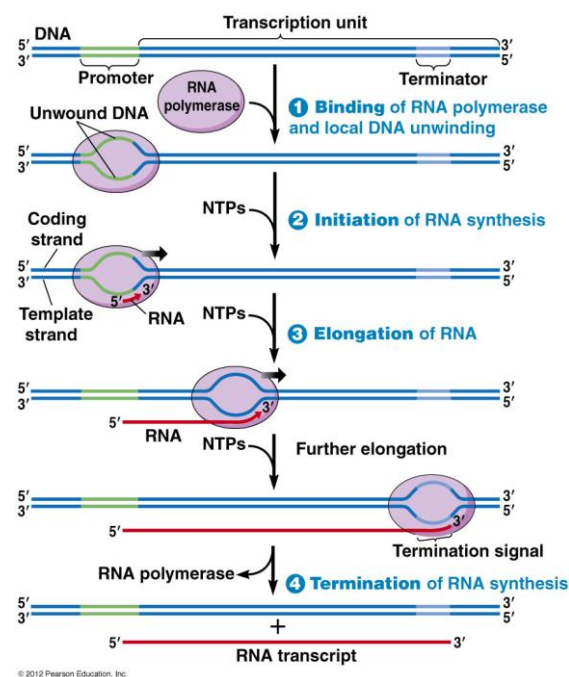 Transcription unit
DNA
5′ 3′
3′ 5′
Promoter
Terminator
RNA
polymerase
1 Binding of RNA polymerase
and local DNA unwinding
Unwound DNA
5′ 3′
3′ 5′
NTPs
2 Initiation of RNA synthesis
Coding
strand
5′ 3′
3′ 5′
5′ 3′
Template
strand
RNA
NTPs
3 Elongation of RNA
5′ 3′
3′ 5′
5′ 3′
RNA
NTPs
Further elongation
5′ 3′
3′ 5′
5′ 3′
Termination signal
RNA polymerase
4 Termination of RNA synthesis
5′ 3′
3′ 5′
+
5′ 3′
RNA transcript
© 2012 Pearson Education, Inc.